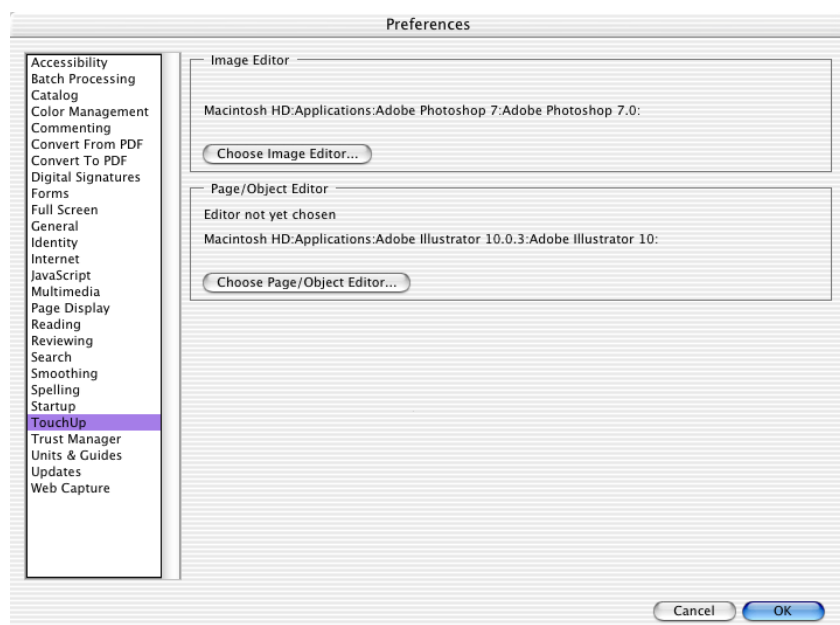 Preferences
Accessibility
Batch Processing
Catalog
Color Management
Commenting
Convert From PDF
Convert To PDF
Digital Signatures
Forms
Full Screen
General
Identity
Internet
JavaScript
Multimedia
Page Display
Reading
Reviewing
Search
Smoothing
Spelling
Startup
TouchUp
Trust Manager
Units & Guides
Updates
Web Capture
Image Editor
Macintosh HD:Applications:Adobe Photoshop 7:Adobe Photoshop 7.0:
Choose Image Editor...
Page/Object Editor
Editor not yet chosen
Macintosh HD:Applications:Adobe Illustrator 10.0.3:Adobe Illustrator 10:
Choose Page/Object Editor...
Cancel
OK